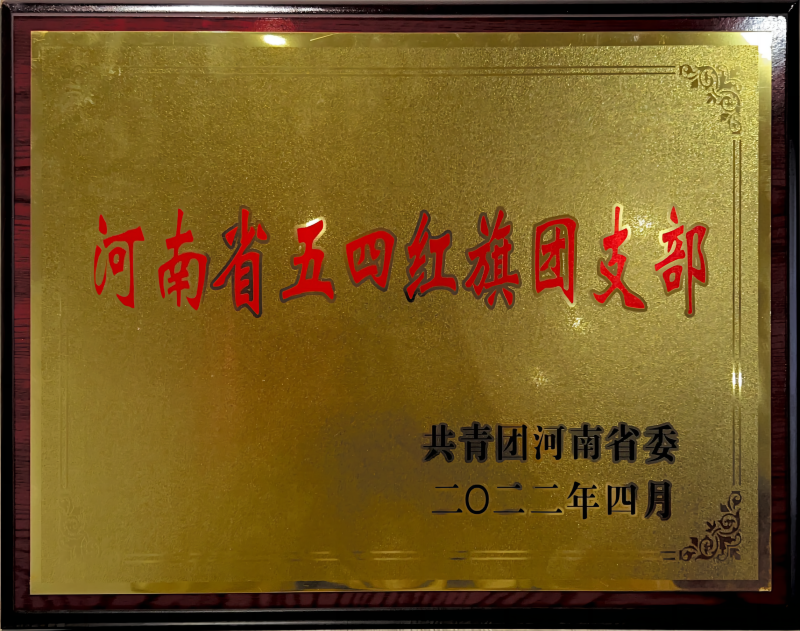 河南省五四红旗团支部
共青团河南省委
二〇二二年四月